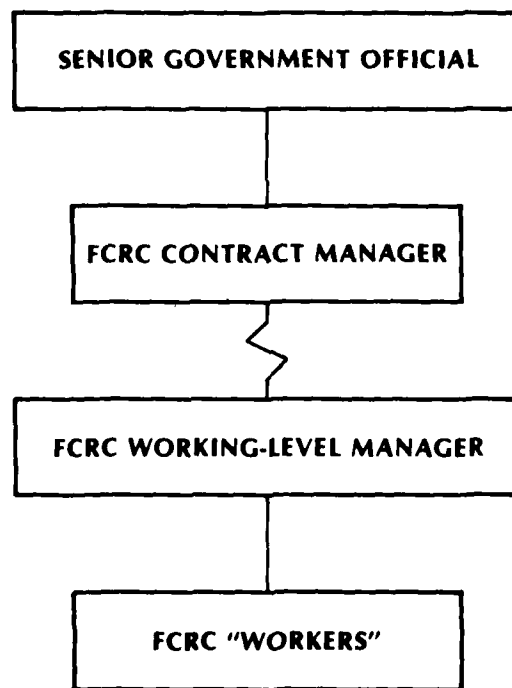 SENIOR GOVERNMENT OFFICIAL
FCRC CONTRACT MANAGER
FCRC WORKING-LEVEL MANAGER
FCRC "WORKERS"